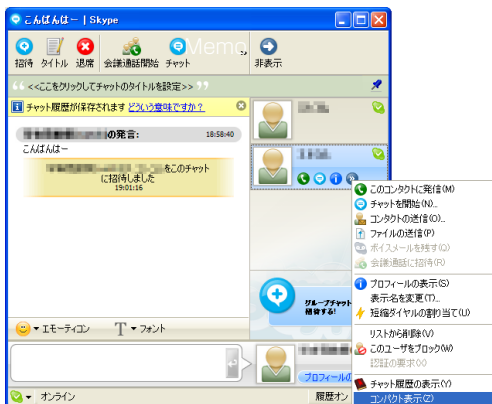 こんばんはー | Skype
招待 タイトル 退席 会議通話開始 チャット 非表示
Memo
<<ここをクリックしてチャットのタイトルを設定>>
チャット履歴が保存されます どういう意味ですか?
の発言: 18:58:40
こんばんはー
をこのチャット
に招待しました
19:01:16
このコンタクトに発信(M)
チャットを開始(N)...
コンタクトの送信(O)...
ファイルの送信(P)
ボイスメールを残す(Q)
会議通話に招待(R)
プロフィールの表示(S)
表示名を変更(T)...
短縮ダイヤルの割り当て(U)
リストから削除(V)
このユーザをブロック(W)
認証の要求(X)
チャット履歴の表示(Y)
コンパクト表示(Z)
グループチャット
招待する!
エモーティコン フォント
プロフィールの
オンライン 履歴オン